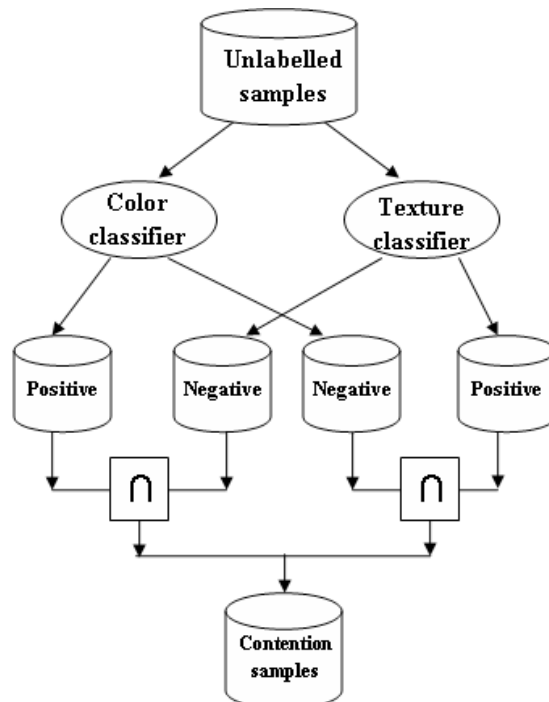 Unlabelled
samples
Color
classifier
Texture
classifier
Positive
Negative
Negative
Positive
∩
∩
Contention
samples